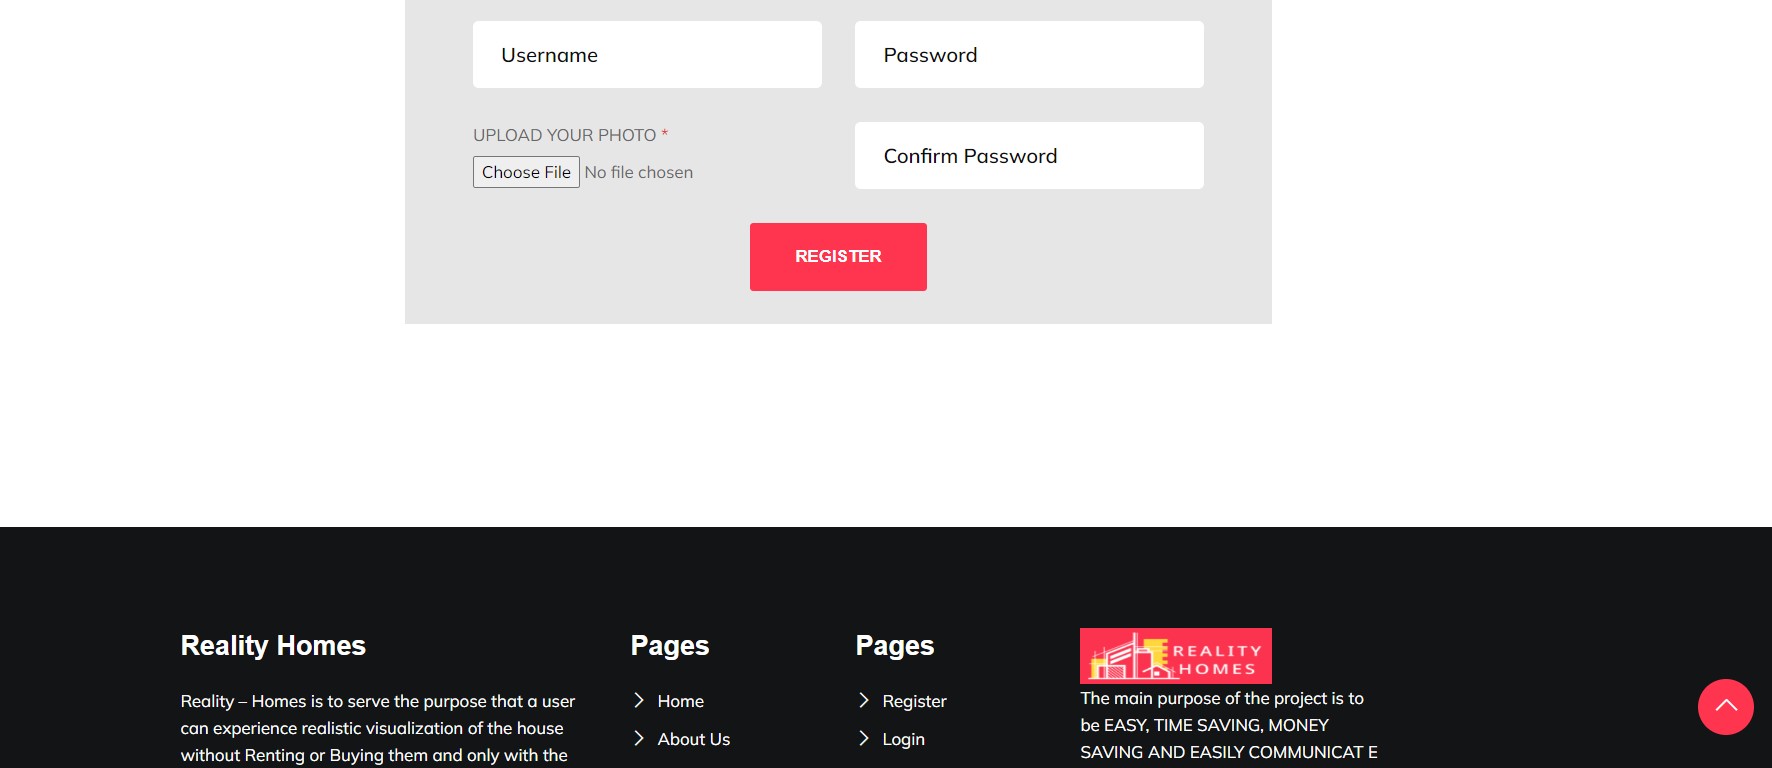 Username
Password
UPLOAD YOUR PHOTO *
Choose File No file chosen
Confirm Password
REGISTER
Reality Homes
Reality – Homes is to serve the purpose that a user
can experience realistic visualization of the house
without Renting or Buying them and only with the
Pages
Home
About Us
Pages
Register
Login
REALITY
HOMES
The main purpose of the project is to
be EASY, TIME SAVING, MONEY
SAVING AND EASILY COMMUNICAT E